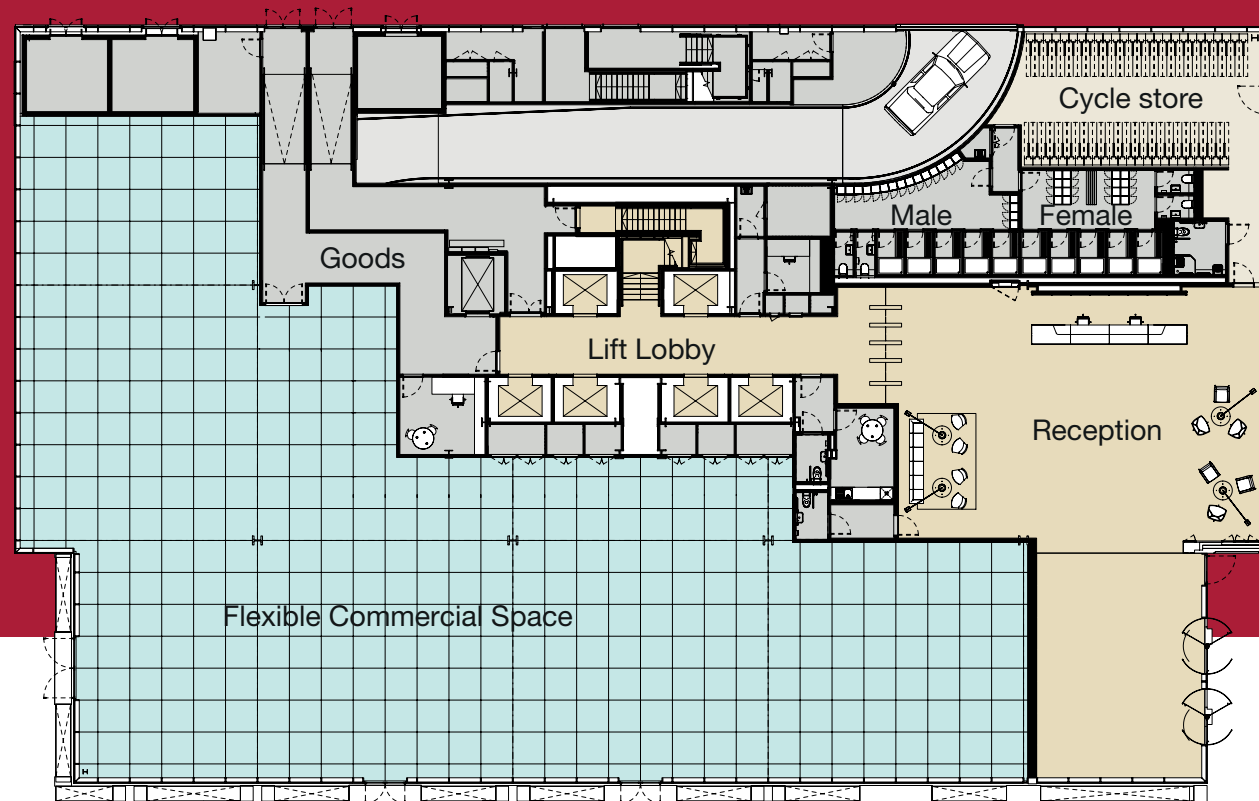 Cycle store
Male
Female
Goods
Lift Lobby
Reception
Flexible Commercial Space